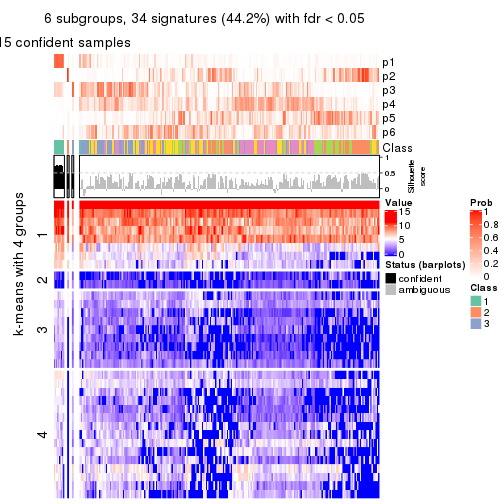 6 subgroups, 34 signatures (44.2%) with fdr < 0.05
15 confident samples
p1
p2
p3
p4
p5
p6
Class
1
0.5
0
Silhouette
score
k-means with 4 groups
1
2
3
4
Value
15
10
5
0
Status (barplots)
confident
ambiguous
Prob
1
0.8
0.6
0.4
0.2
0
Class
1
2
3